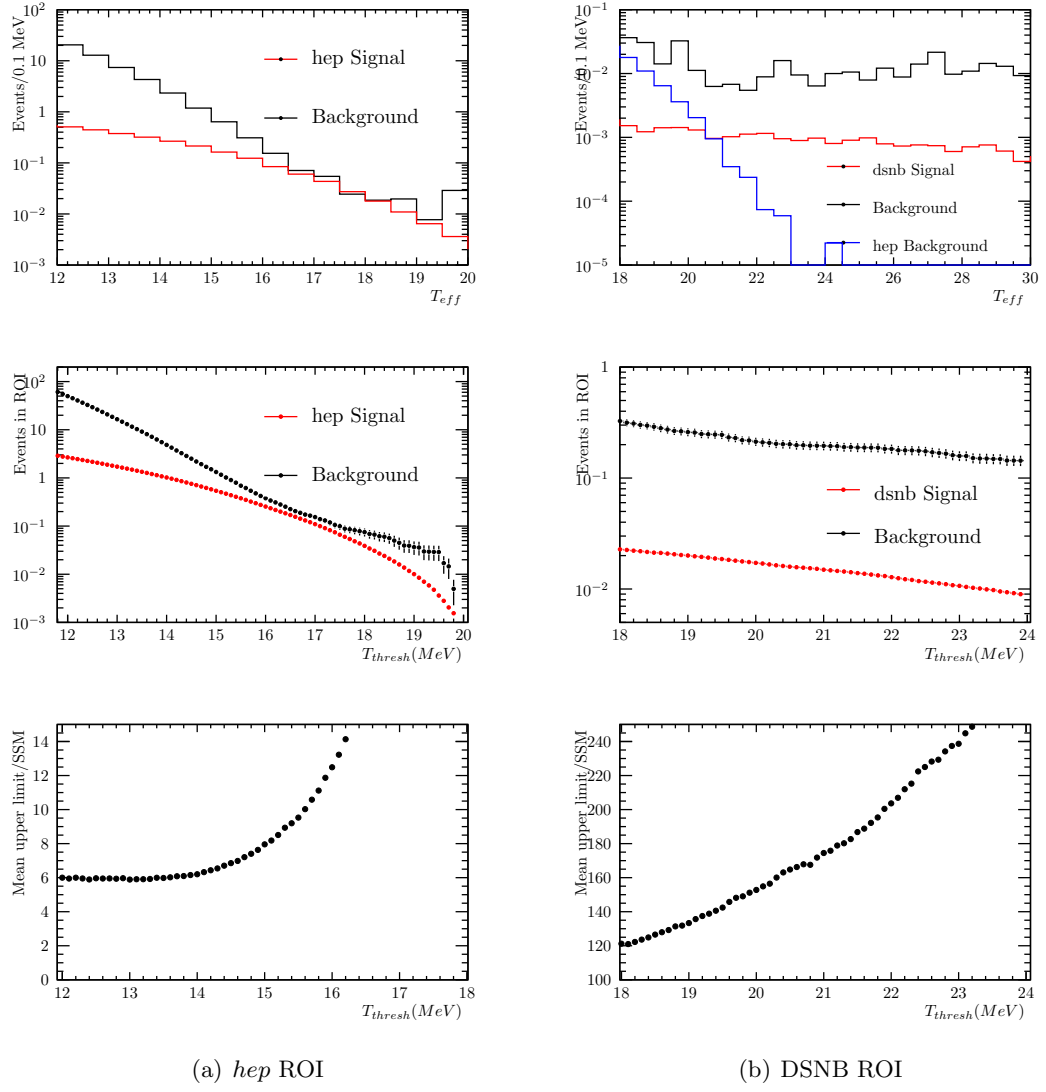 Events/0.1 MeV
10²
10
1
10⁻¹
10⁻²
10⁻³
12 13 14 15 16 17 18 19 20
T_eff
hep Signal
Background
Events/0.1 MeV
10⁻¹
10⁻²
10⁻³
10⁻⁴
10⁻⁵
18 20 22 24 26 28 30
T_eff
dsnb Signal
Background
hep Background
Events in ROI
10²
10
1
10⁻¹
10⁻²
10⁻³
12 13 14 15 16 17 18 19 20
T_thresh(MeV)
hep Signal
Background
Events in ROI
1
10⁻¹
10⁻²
18 19 20 21 22 23 24
T_thresh(MeV)
dsnb Signal
Background
Mean upper limit/SSM
14
12
10
8
6
4
2
0
12 13 14 15 16 17 18
T_thresh(MeV)
Mean upper limit/SSM
240
220
200
180
160
140
120
100
18 19 20 21 22 23 24
T_thresh(MeV)
(a) hep ROI
(b) DSNB ROI